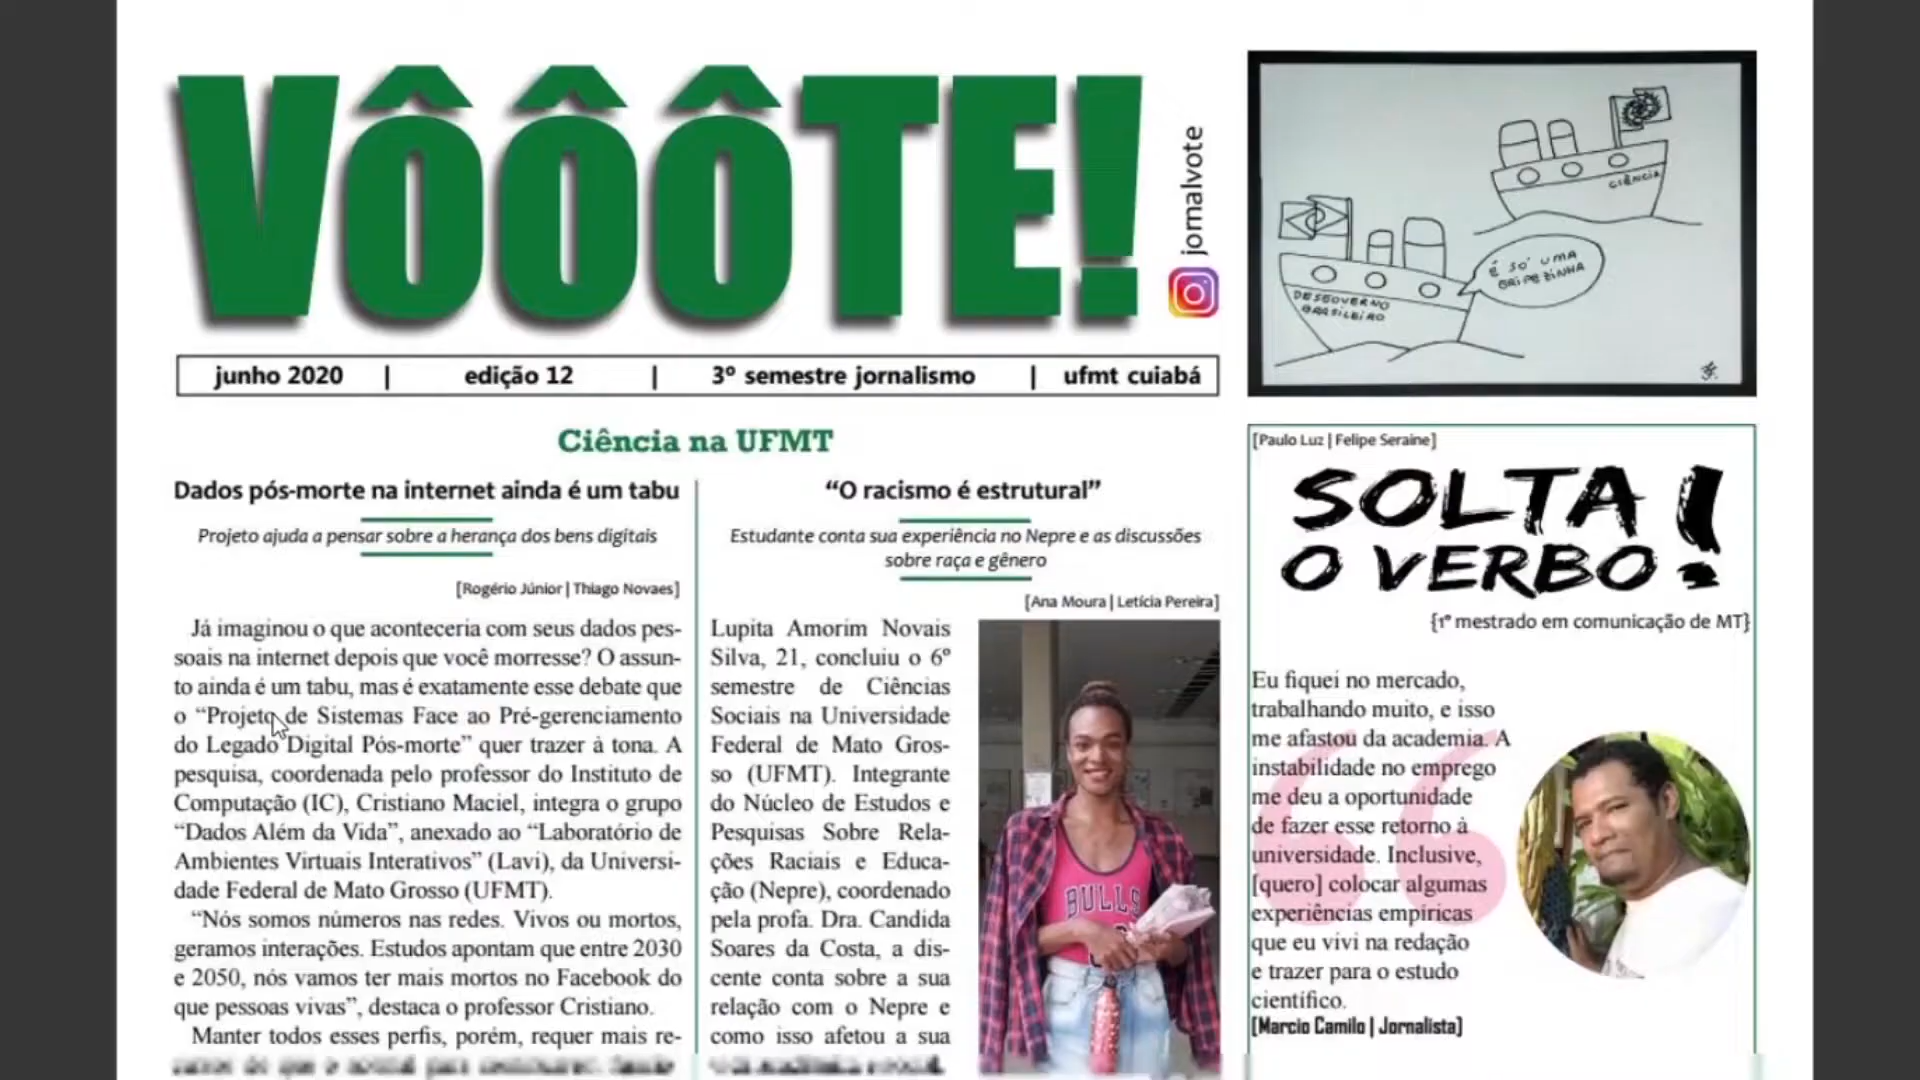 VÔÔÔTE!
jornalvote
junho 2020 | edição 12 | 3º semestre jornalismo | ufmt cuiabá
CIÊNCIA
É SÓ UMA
GRIPEZINHA
DESGOVERNO
BRASILEIRO
Ciência na UFMT
Dados pós-morte na internet ainda é um tabu
Projeto ajuda a pensar sobre a herança dos bens digitais
[Rogério Júnior | Thiago Novaes]
Já imaginou o que aconteceria com seus dados pes-
soais na internet depois que você morresse? O assun-
to ainda é um tabu, mas é exatamente esse debate que
o “Projeto de Sistemas Face ao Pré-gerenciamento
do Legado Digital Pós-morte” quer trazer à tona. A
pesquisa, coordenada pelo professor do Instituto de
Computação (IC), Cristiano Maciel, integra o grupo
“Dados Além da Vida”, anexado ao “Laboratório de
Ambientes Virtuais Interativos” (Lavi), da Universi-
dade Federal de Mato Grosso (UFMT).
“Nós somos números nas redes. Vivos ou mortos,
geramos interações. Estudos apontam que entre 2030
e 2050, nós vamos ter mais mortos no Facebook do
que pessoas vivas”, destaca o professor Cristiano.
Manter todos esses perfis, porém, requer mais re-
“O racismo é estrutural”
Estudante conta sua experiência no Nepre e as discussões
sobre raça e gênero
[Ana Moura | Letícia Pereira]
Lupita Amorim Novais
Silva, 21, concluiu o 6º
semestre de Ciências
Sociais na Universidade
Federal de Mato Gros-
so (UFMT). Integrante
do Núcleo de Estudos e
Pesquisas Sobre Rela-
ções Raciais e Educa-
ção (Nepre), coordenado
pela profa. Dra. Candida
Soares da Costa, a dis-
cente conta sobre a sua
relação com o Nepre e
como isso afetou a sua
BULLS
[Paulo Luz | Felipe Seraine]
SOLTA
O VERBO!
{1º mestrado em comunicação de MT}
Eu fiquei no mercado,
trabalhando muito, e isso
me afastou da academia. A
instabilidade no emprego
me deu a oportunidade
de fazer esse retorno à
universidade. Inclusive,
[quero] colocar algumas
experiências empíricas
que eu vivi na redação
e trazer para o estudo
científico.
[Marcio Camilo | Jornalista]